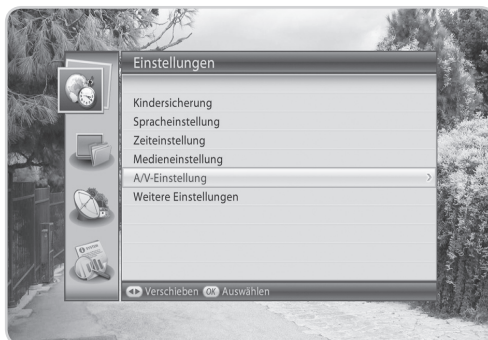 Einstellungen
Kindersicherung
Spracheinstellung
Zeiteinstellung
Medieneinstellung
A/V-Einstellung
Weitere Einstellungen
Verschieben OK Auswählen